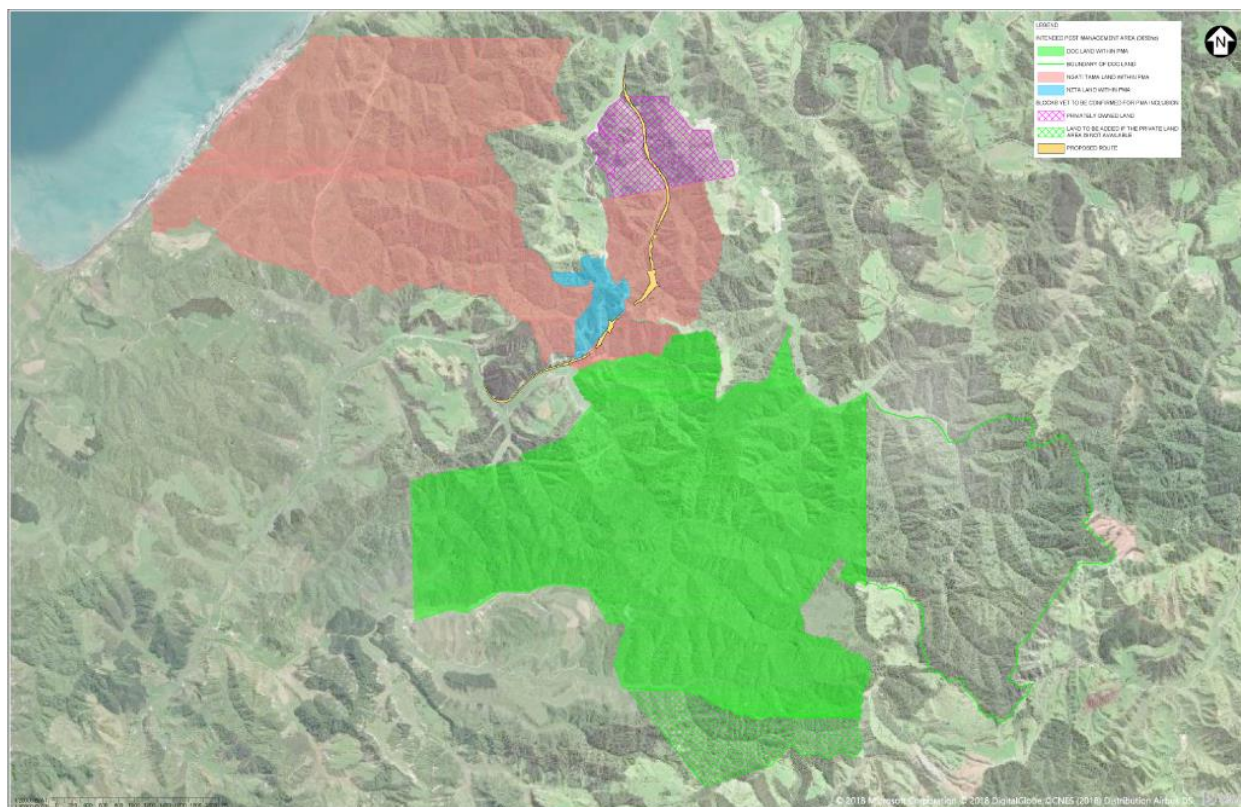 LEGEND
INTENDED PEST MANAGEMENT AREA (3650ha)
DOC LAND WITHIN PMA
BOUNDARY OF DOC LAND
NGATI TAMA LAND WITHIN PMA
NZTA LAND WITHIN PMA
BLOCKS YET TO BE CONFIRMED FOR PMA INCLUSION
PRIVATELY OWNED LAND
LAND TO BE ADDED IF THE PRIVATE LAND
AREA IS NOT AVAILABLE
PROPOSED ROUTE
N
© 2018 Microsoft Corporation © 2018 DigitalGlobe ©CNES (2018) Distribution Airbus DS